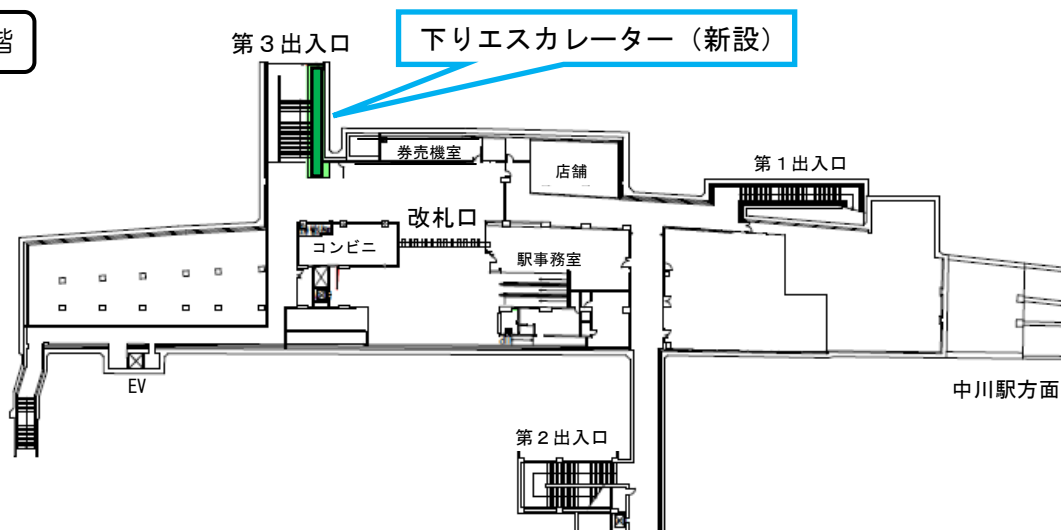 階
第３出入口
下りエスカレーター（新設）
券売機室
店舗
第１出入口
改札口
コンビニ
駅事務室
EV
中川駅方面
第２出入口